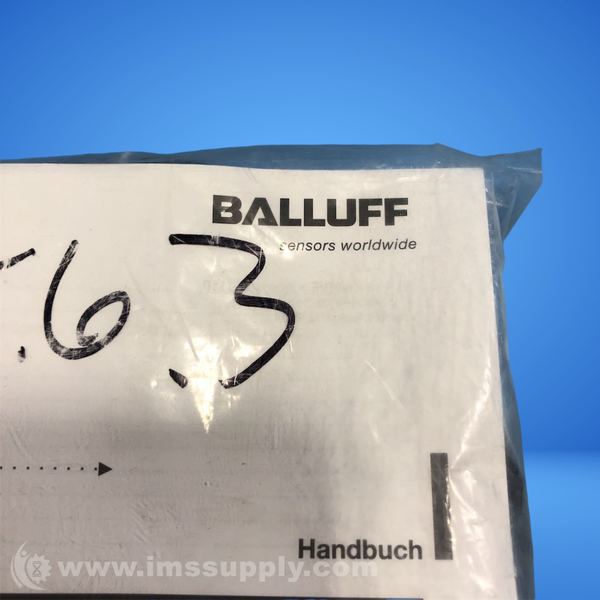 BALLUFF
sensors worldwide
.6.3
Handbuch
www.imssupply.com